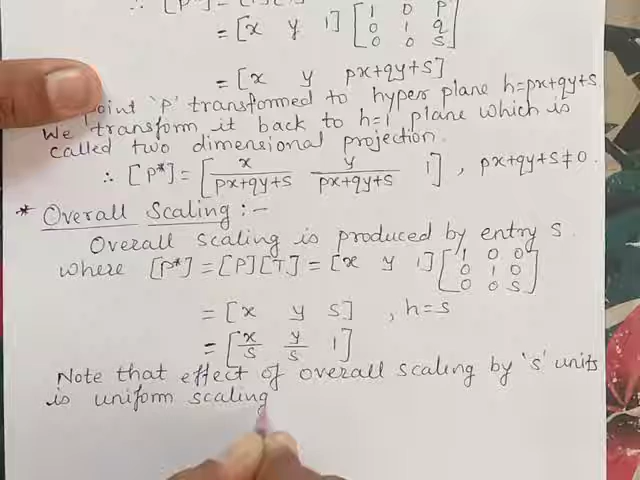 = [x y 1] [1 0 p
0 1 q
0 0 s]
= [x y px+qy+s]
Point 'P' transformed to hyper plane h=px+qy+s
We transform it back to h=1 plane which is
called two dimensional projection.
∴ [P*] = [x/(px+qy+s) y/(px+qy+s) 1] , px+qy+s≠0.
* Overall Scaling :-
Overall scaling is produced by entry s.
where [P*] = [P][T] = [x y 1] [1 0 0
0 1 0
0 0 s]
= [x y s] , h=s
= [x/s y/s 1]
Note that effect of overall scaling by 's' units
is uniform scaling